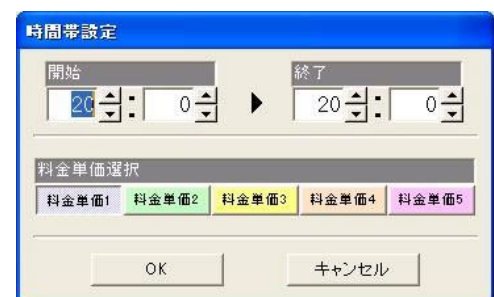 時間帯設定
開始 終了
20 : 0 ▶ 20 : 0
料金単価選択
料金単価1 料金単価2 料金単価3 料金単価4 料金単価5
OK キャンセル